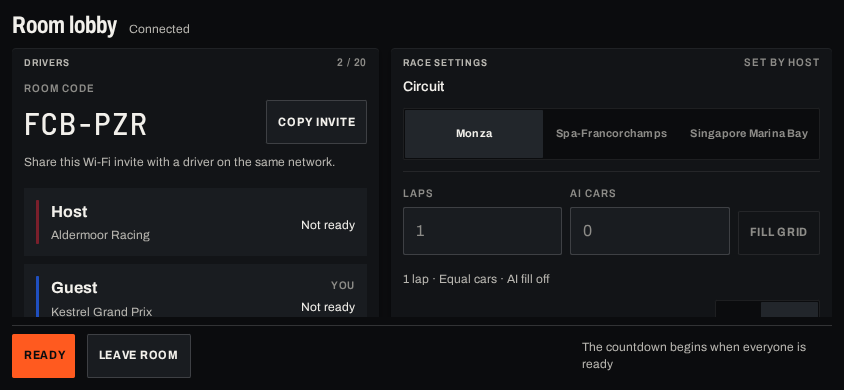 Room lobby Connected
DRIVERS 2 / 20
ROOM CODE
FCB-PZR COPY INVITE
Share this Wi-Fi invite with a driver on the same network.
Host
Aldermoor Racing
Not ready
Guest YOU
Kestrel Grand Prix
Not ready
RACE SETTINGS SET BY HOST
Circuit
Monza Spa-Francorchamps Singapore Marina Bay
LAPS AI CARS
1 0 FILL GRID
1 lap · Equal cars · AI fill off
READY LEAVE ROOM
The countdown begins when everyone is
ready